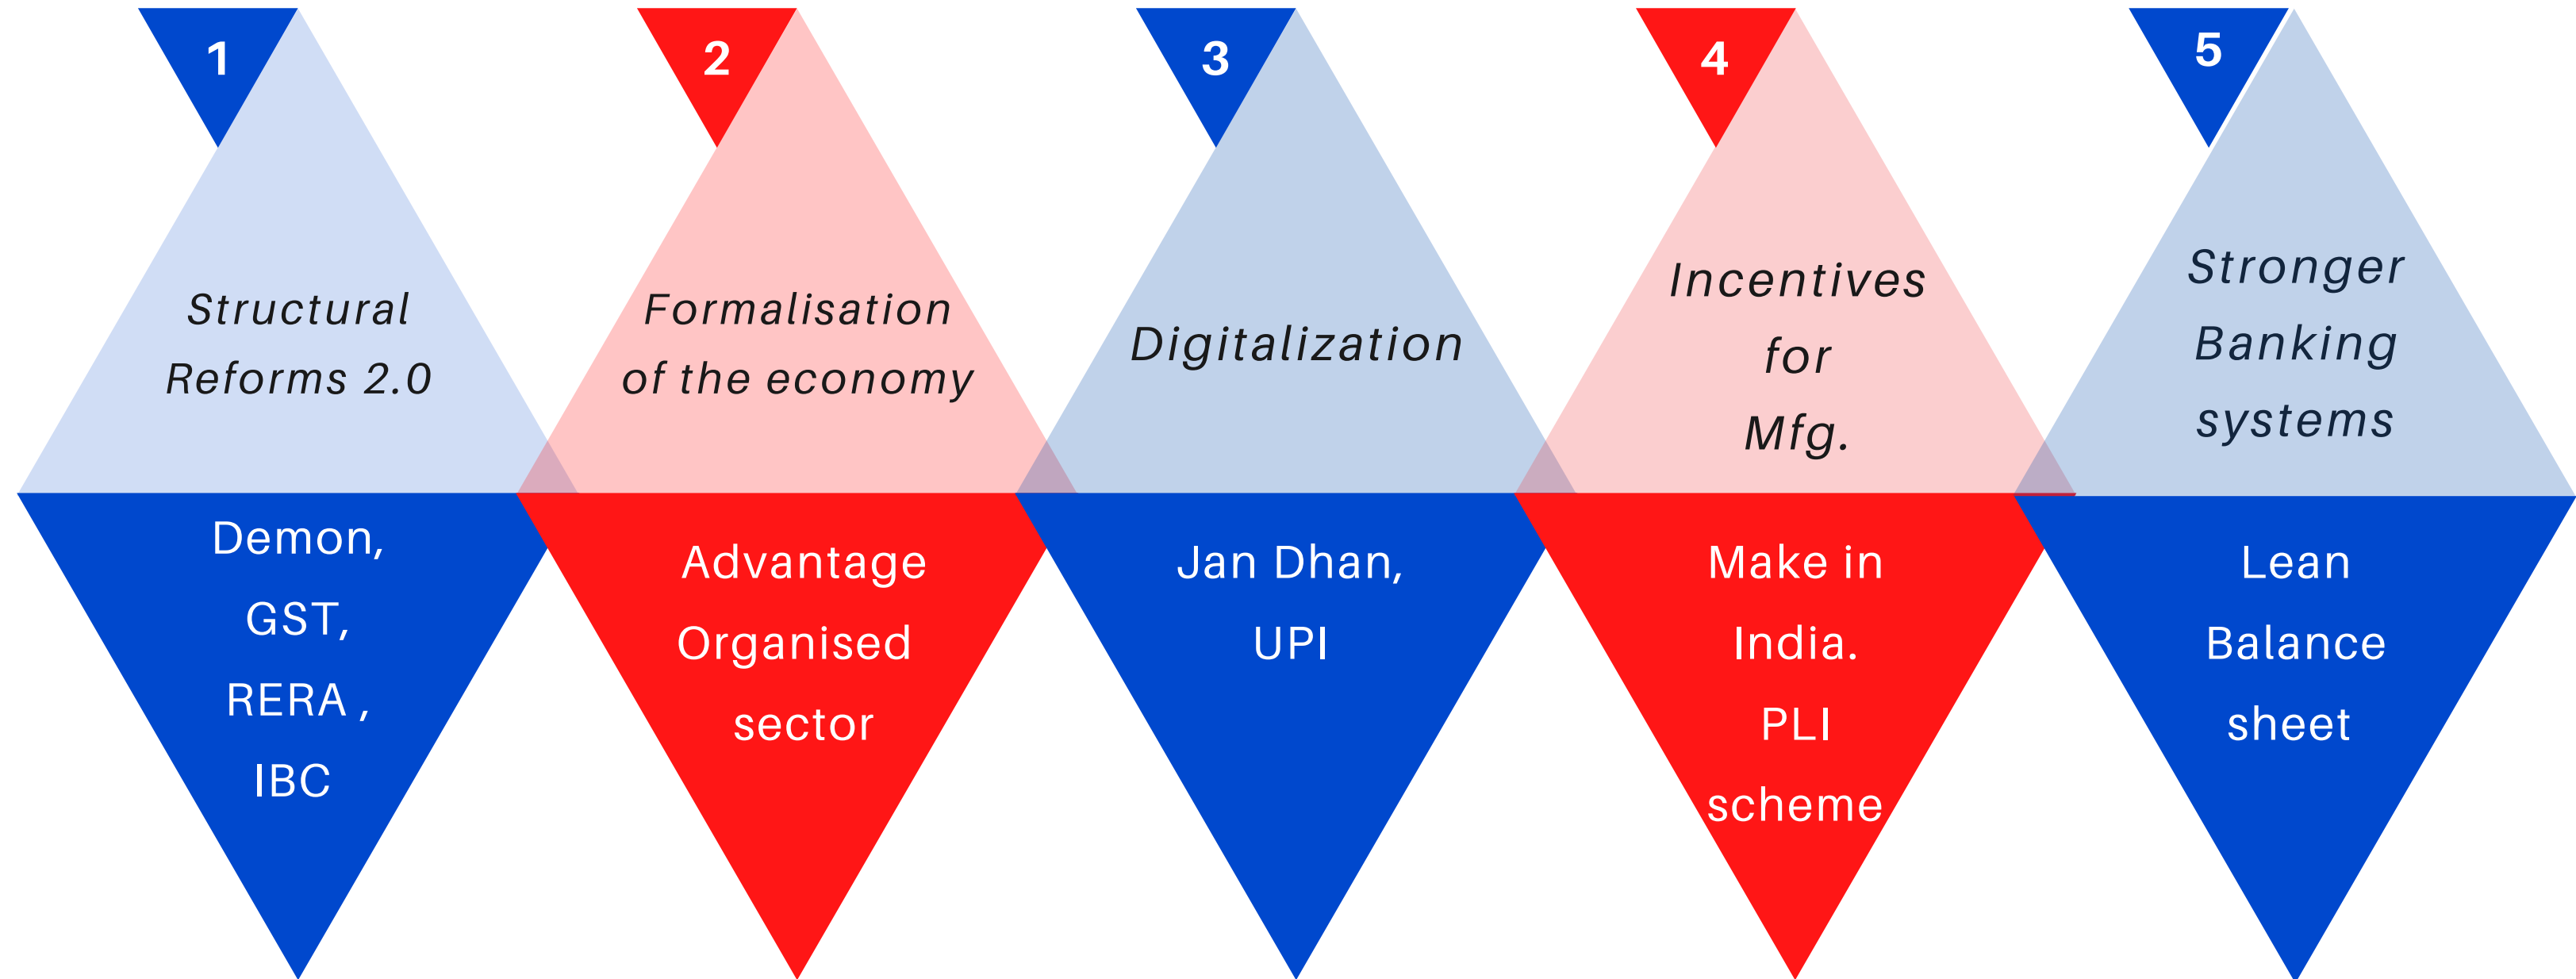 1
Structural
Reforms 2.0
Demon,
GST,
RERA ,
IBC
2
Formalisation
of the economy
Advantage
Organised
sector
3
Digitalization
Jan Dhan,
UPI
4
Incentives
for
Mfg.
Make in
India.
PLI
scheme
5
Stronger
Banking
systems
Lean
Balance
sheet